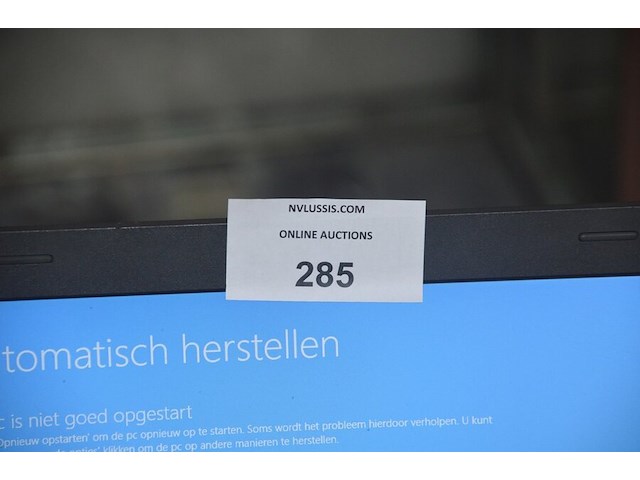 NVLUSSIS.COM
ONLINE AUCTIONS
285
tomatisch herstellen
c is niet goed opgestart
Opnieuw opstarten' om de pc opnieuw op te starten. Soms wordt het probleem hierdoor verholpen. U kunt
klikken om de pc op andere manieren te herstellen.